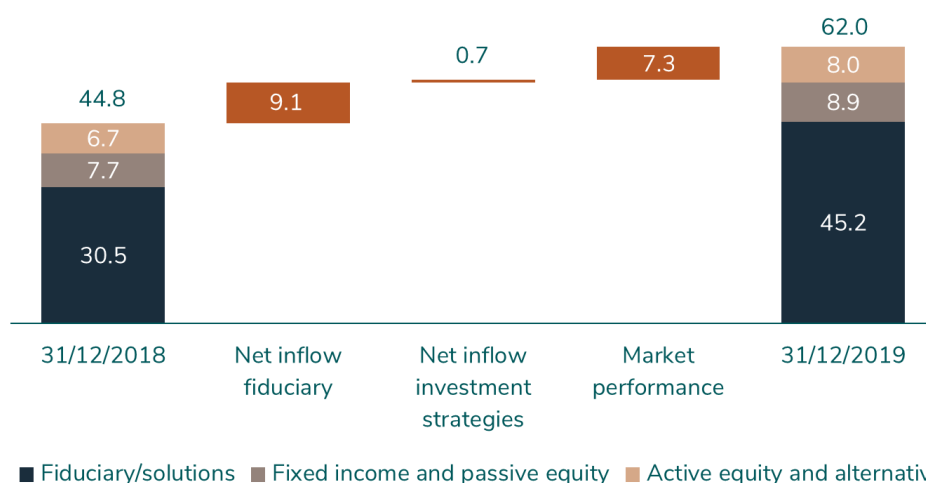 62.0
0.7
7.3
8.0
44.8
9.1
8.9
6.7
7.7
45.2
30.5
31/12/2018
Net inflow
fiduciary
Net inflow
investment
strategies
Market
performance
31/12/2019
Fiduciary/solutions
Fixed income and passive equity
Active equity and